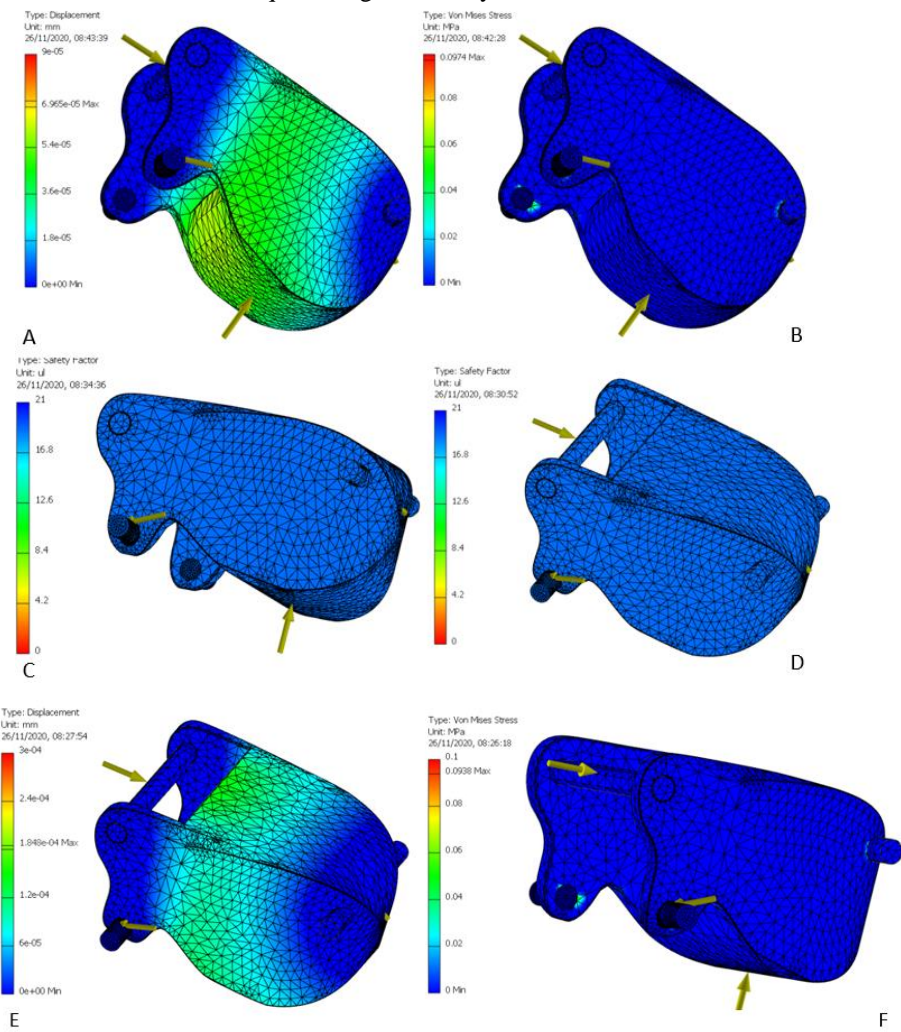 Type: Displacement
Unit: mm
26/11/2020, 08:43:39
9e-05
6.965e-05 Max
5.4e-05
3.6e-05
1.8e-05
0e+00 Min
A
Type: Von Mises Stress
Unit: MPa
26/11/2020, 08:42:28
0.0974 Max
0.08
0.06
0.04
0.02
0 Min
B
Type: Safety Factor
Unit: ul
26/11/2020, 08:34:36
21
16.8
12.6
8.4
4.2
0
C
Type: Safety Factor
Unit: ul
26/11/2020, 08:30:52
21
16.8
12.6
8.4
4.2
0
D
Type: Displacement
Unit: mm
26/11/2020, 08:27:54
3e-04
2.4e-04
1.848e-04 Max
1.2e-04
6e-05
0e+00 Min
E
Type: Von Mises Stress
Unit: MPa
26/11/2020, 08:26:18
0.1
0.0938 Max
0.08
0.06
0.04
0.02
0 Min
F